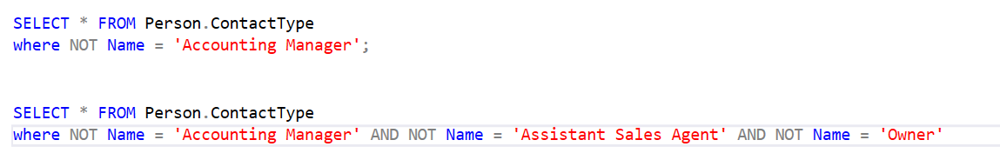 SELECT * FROM Person.ContactType
where NOT Name = 'Accounting Manager';
SELECT * FROM Person.ContactType
where NOT Name = 'Accounting Manager' AND NOT Name = 'Assistant Sales Agent' AND NOT Name = 'Owner'